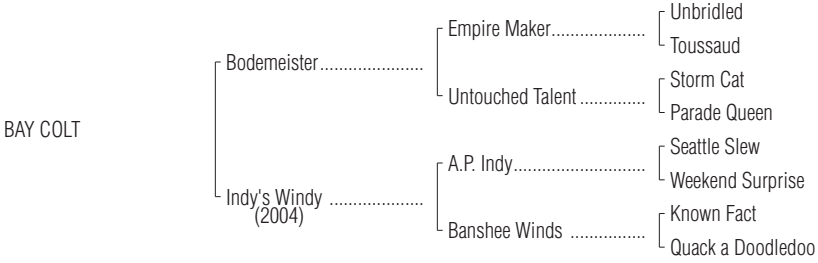 Unbridled
Empire Maker....................
Toussaud
Bodemeister......................
Storm Cat
Untouched Talent ..............
Parade Queen
BAY COLT
Seattle Slew
A.P. Indy............................
Weekend Surprise
Indy's Windy ....................
(2004)
Known Fact
Banshee Winds ................
Quack a Doodledoo